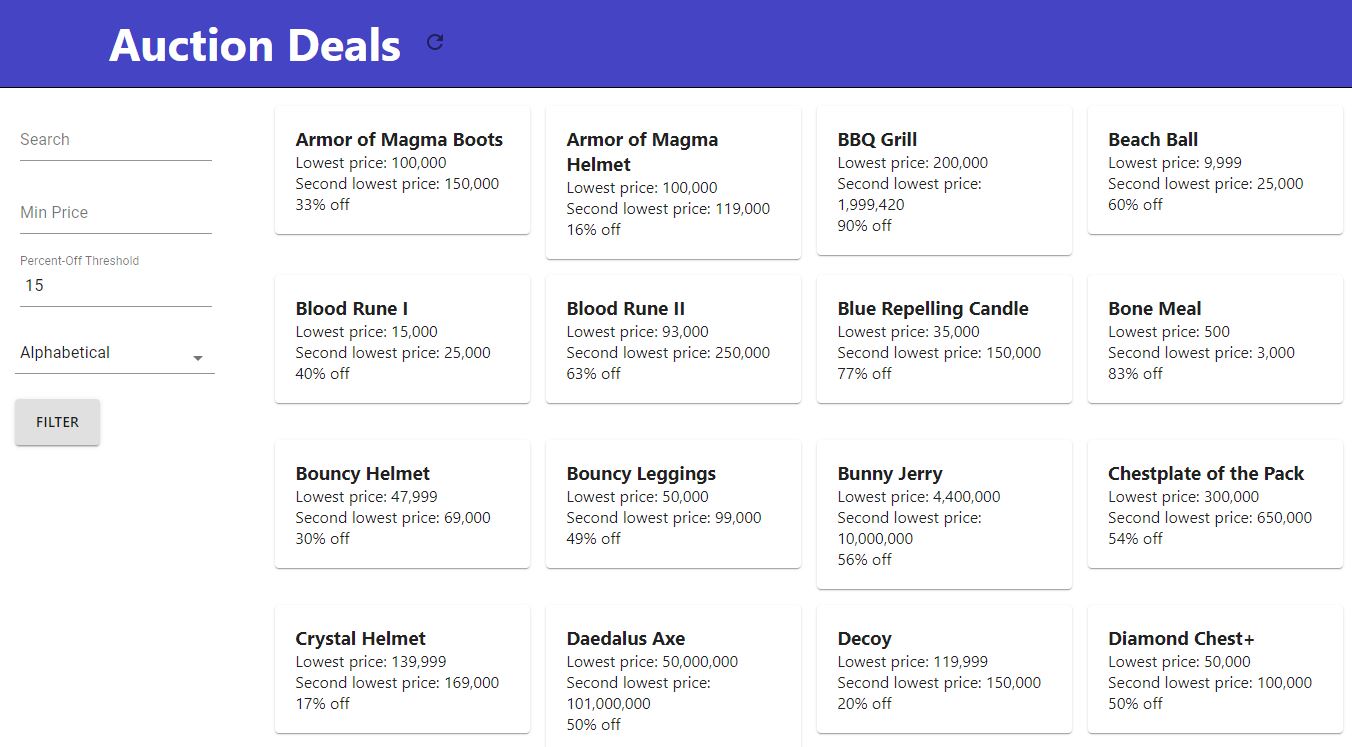 Auction Deals
Search
Min Price
Percent-Off Threshold
15
Alphabetical
FILTER
Armor of Magma Boots
Lowest price: 100,000
Second lowest price: 150,000
33% off
Armor of Magma
Helmet
Lowest price: 100,000
Second lowest price: 119,000
16% off
BBQ Grill
Lowest price: 200,000
Second lowest price:
1,999,420
90% off
Beach Ball
Lowest price: 9,999
Second lowest price: 25,000
60% off
Blood Rune I
Lowest price: 15,000
Second lowest price: 25,000
40% off
Blood Rune II
Lowest price: 93,000
Second lowest price: 250,000
63% off
Blue Repelling Candle
Lowest price: 35,000
Second lowest price: 150,000
77% off
Bone Meal
Lowest price: 500
Second lowest price: 3,000
83% off
Bouncy Helmet
Lowest price: 47,999
Second lowest price: 69,000
30% off
Bouncy Leggings
Lowest price: 50,000
Second lowest price: 99,000
49% off
Bunny Jerry
Lowest price: 4,400,000
Second lowest price:
10,000,000
56% off
Chestplate of the Pack
Lowest price: 300,000
Second lowest price: 650,000
54% off
Crystal Helmet
Lowest price: 139,999
Second lowest price: 169,000
17% off
Daedalus Axe
Lowest price: 50,000,000
Second lowest price:
101,000,000
50% off
Decoy
Lowest price: 119,999
Second lowest price: 150,000
20% off
Diamond Chest+
Lowest price: 50,000
Second lowest price: 100,000
50% off